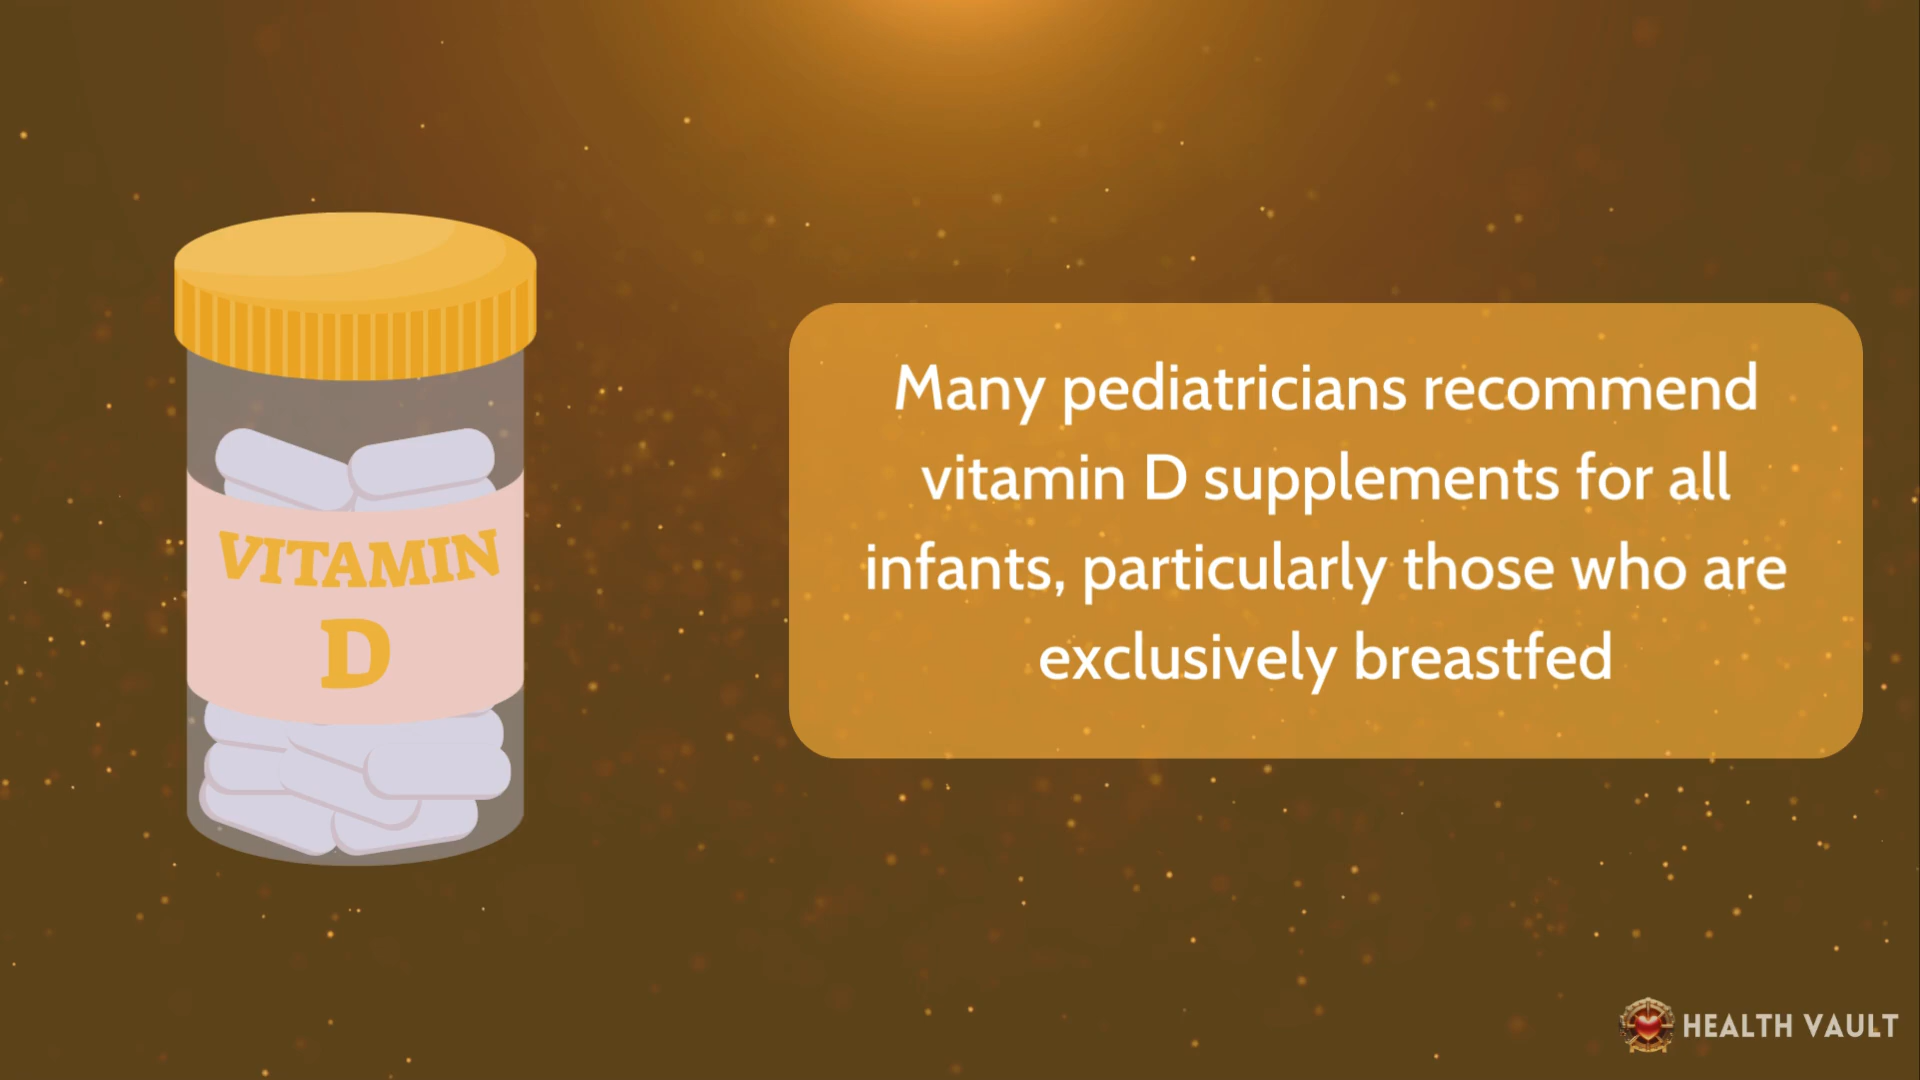 VITAMIN
D
Many pediatricians recommend
vitamin D supplements for all
infants, particularly those who are
exclusively breastfed
HEALTH VAULT